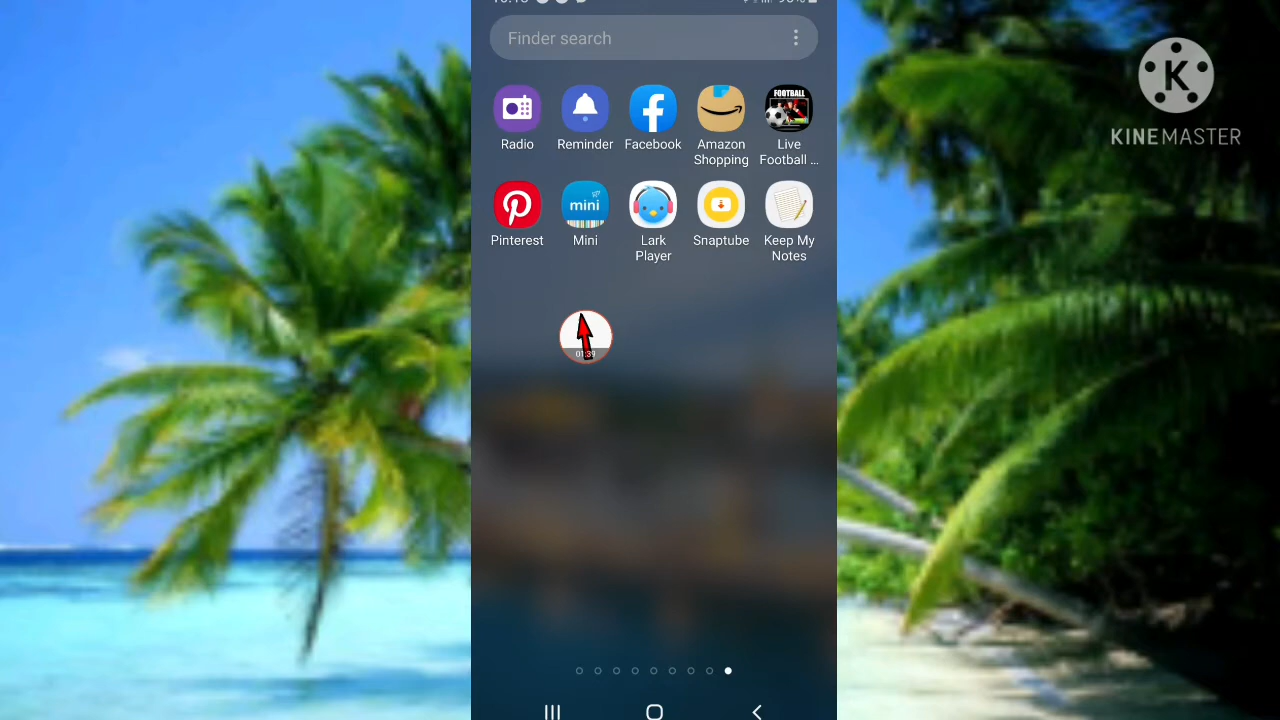 Finder search
FOOTBALL
mini
Radio
Reminder
Facebook
Amazon
Shopping
Live
Football ...
Pinterest
Mini
Lark
Player
Snaptube
Keep My
Notes
K
KINEMASTER